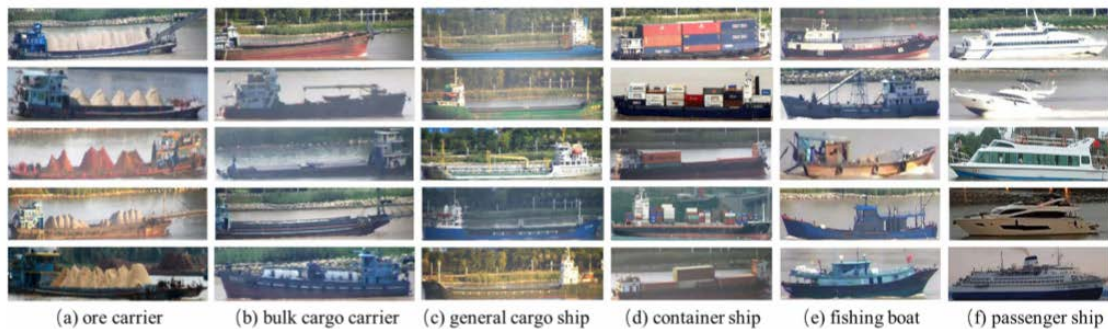 (a) ore carrier
(b) bulk cargo carrier
(c) general cargo ship
(d) container ship
(e) fishing boat
(f) passenger ship